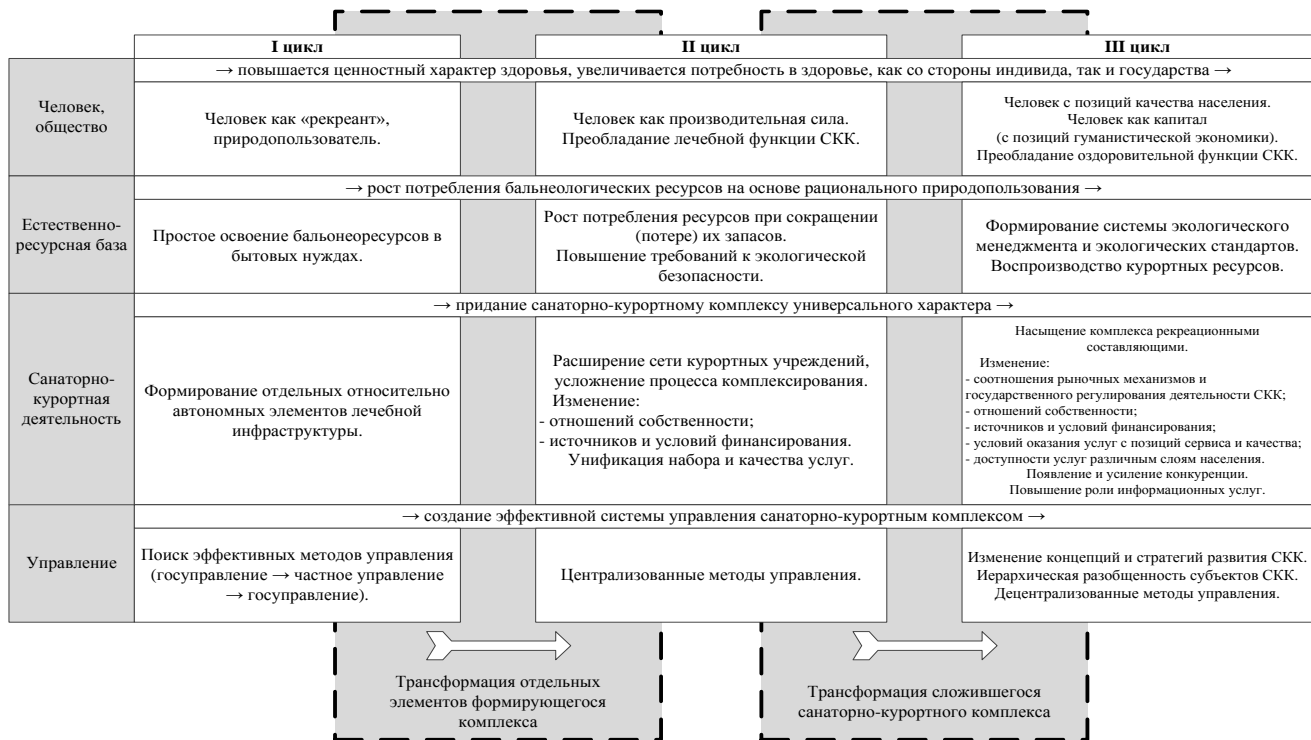 I цикл
II цикл
III цикл
→ повышается ценностный характер здоровья, увеличивается потребность в здоровье, как со стороны индивида, так и государства →
Человек,
общество
Человек как «рекреант»,
природопользователь.
Человек как производительная сила.
Преобладание лечебной функции СКК.
Человек с позиций качества населения.
Человек как капитал
(с позиций гуманистической экономики).
Преобладание оздоровительной функции СКК.
→ рост потребления бальнеологических ресурсов на основе рационального природопользования →
Естественно-
ресурсная база
Простое освоение бальонеоресурсов в
бытовых нуждах.
Рост потребления ресурсов при сокращении
(потере) их запасов.
Повышение требований к экологической
безопасности.
Формирование системы экологического
менеджмента и экологических стандартов.
Воспроизводство курортных ресурсов.
→ придание санаторно-курортному комплексу универсального характера →
Санаторно-
курортная
деятельность
Формирование отдельных относительно
автономных элементов лечебной
инфраструктуры.
Расширение сети курортных учреждений,
усложнение процесса комплексирования.
Изменение:
- отношений собственности;
- источников и условий финансирования.
Унификация набора и качества услуг.
Насыщение комплекса рекреационными
составляющими.
Изменение:
- соотношения рыночных механизмов и
государственного регулирования деятельности СКК;
- отношений собственности;
- источников и условий финансирования;
- условий оказания услуг с позиций сервиса и качества;
- доступности услуг различным слоям населения.
Появление и усиление конкуренции.
Повышение роли информационных услуг.
→ создание эффективной системы управления санаторно-курортным комплексом →
Управление
Поиск эффективных методов управления
(госуправление → частное управление
→ госуправление).
Централизованные методы управления.
Изменение концепций и стратегий развития СКК.
Иерархическая разобщенность субъектов СКК.
Децентрализованные методы управления.
Трансформация отдельных
элементов формирующегося
комплекса
Трансформация сложившегося
санаторно-курортного комплекса